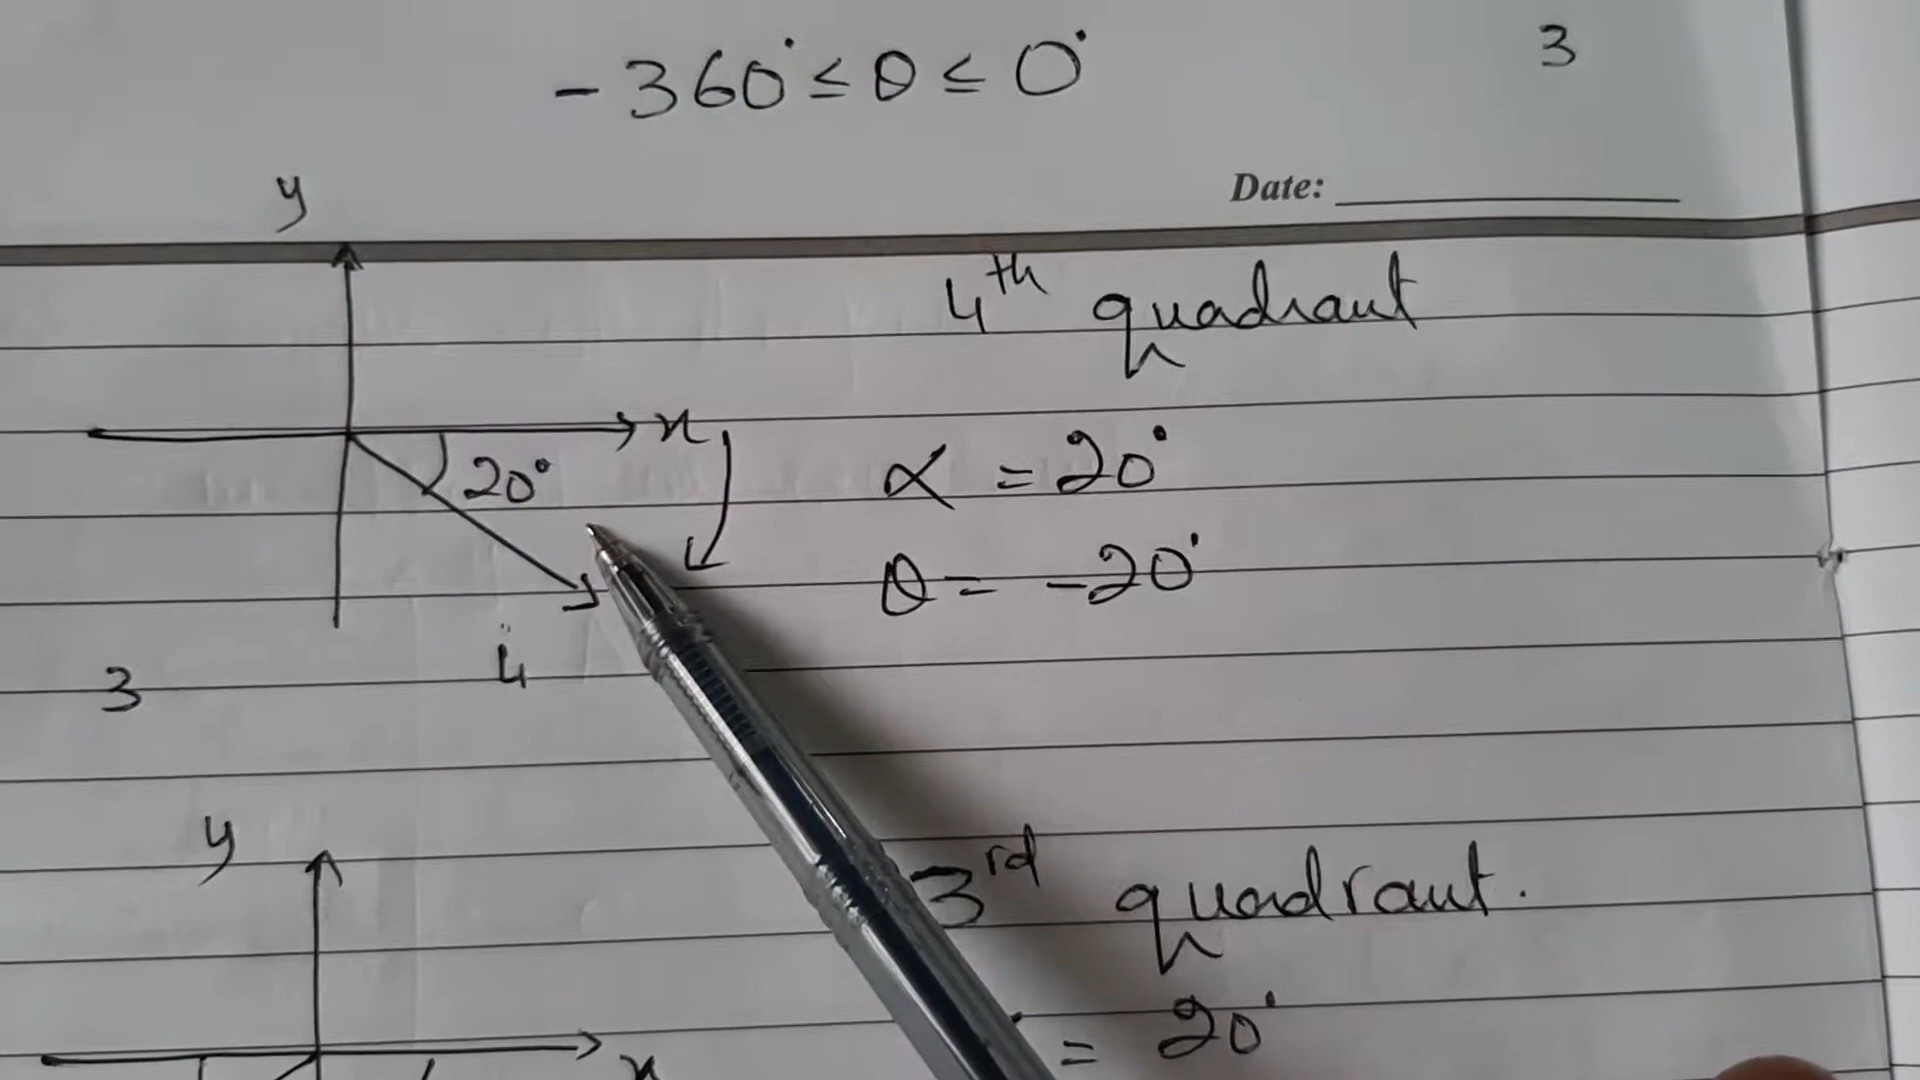 -360° ≤ θ ≤ 0°
3
Date:
y
4th quadrant
x
20°
α = 20°
θ = -20°
4
3
y
3rd quadrant.
= 20°
x